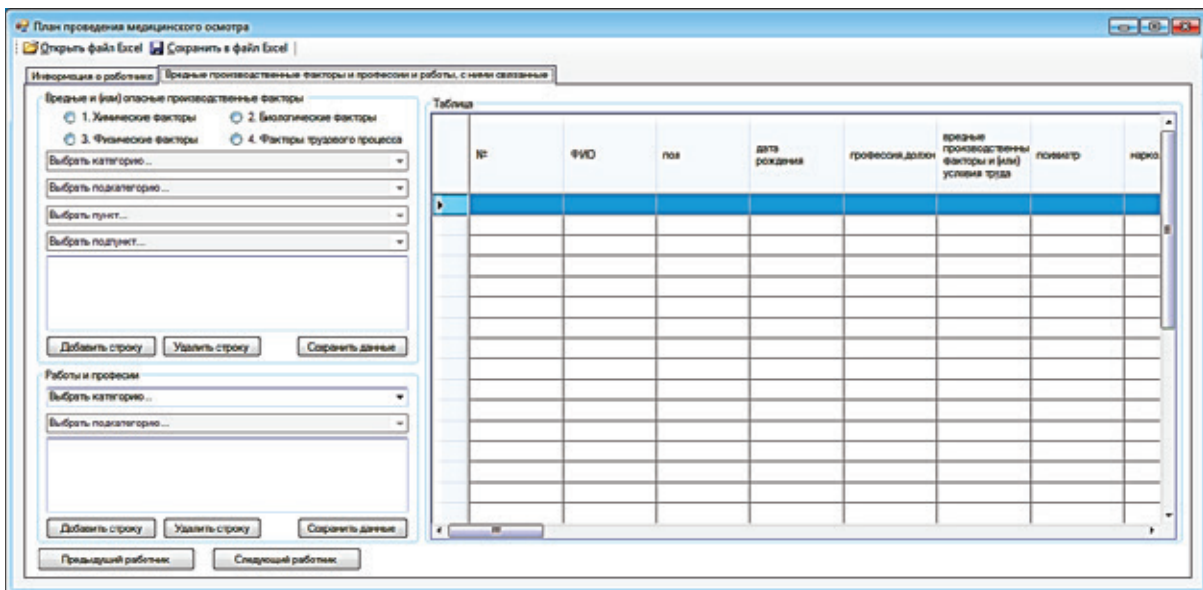 План проведения медицинского осмотра
Открыть файл Excel Сохранить в файл Excel
Информация о работнике Вредные производственные факторы и профессии и работы, с ними связанные
Вредные и (или) опасные производственные факторы
1. Химические факторы 2. Биологические факторы
3. Физические факторы 4. Факторы трудового процесса
Выбрать категорию...
Выбрать подкатегорию...
Выбрать пункт...
Выбрать подпункт...
Добавить строку Удалить строку Сохранить данные
Работы и професии
Выбрать категорию...
Выбрать подкатегорию...
Добавить строку Удалить строку Сохранить данные
Предыдущий работник Следующий работник
Таблица
№ ФИО пол дата рождения профессия,должн вредные производственны факторы и (или) условия труда психиатр нарко.